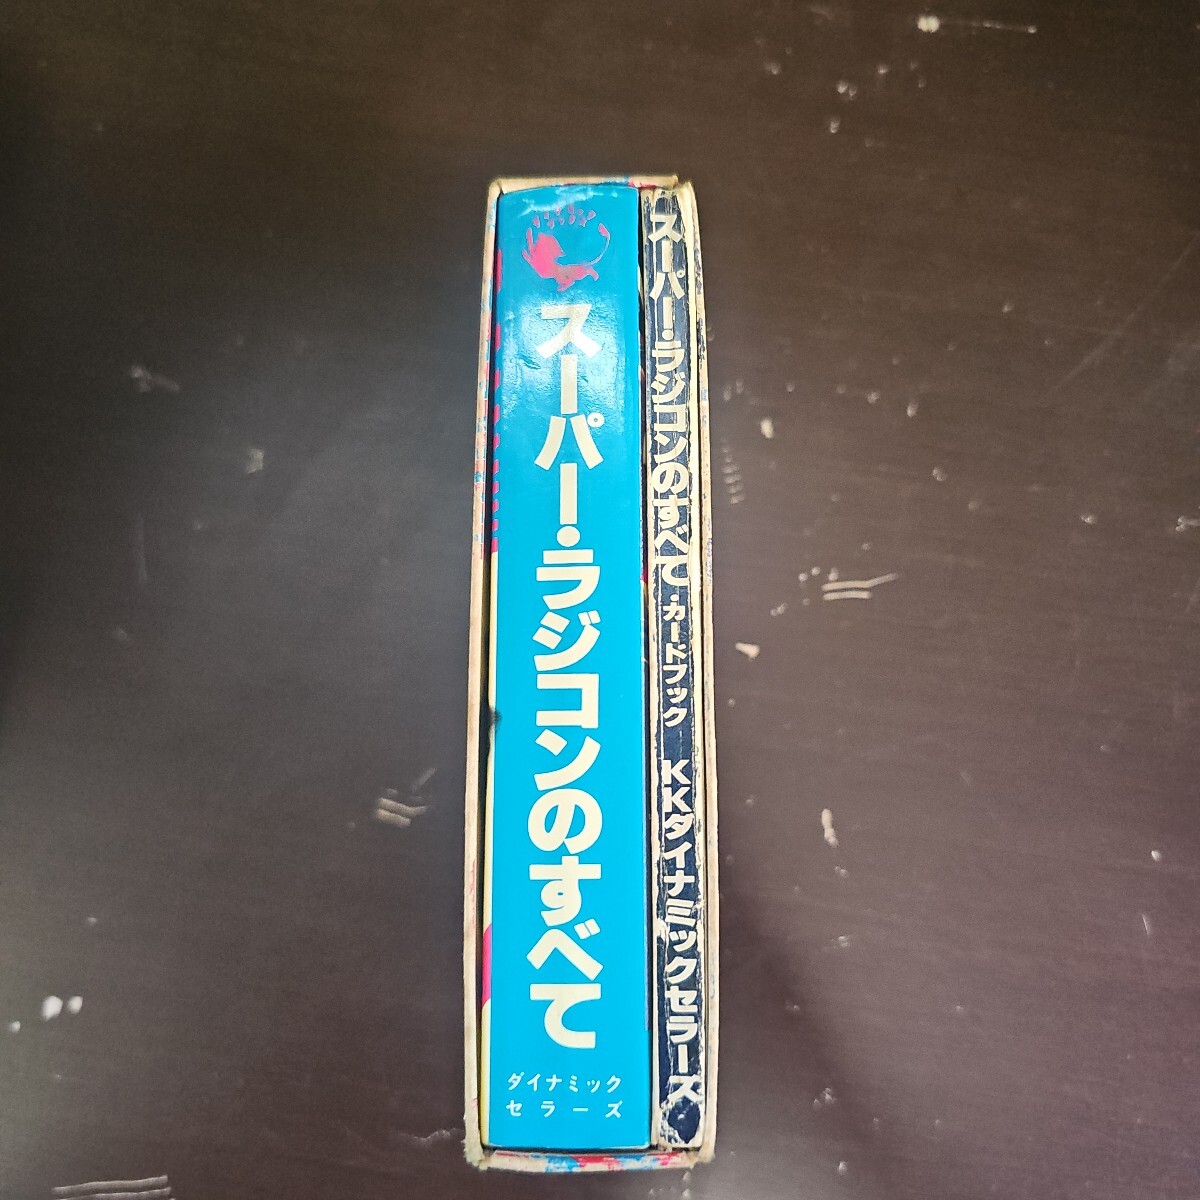 スーパー・ラジコンのすべて
ダイナミック
セラーズ
スーパー・ラジコンのすべて・カードブック KKダイナミックセラーズ